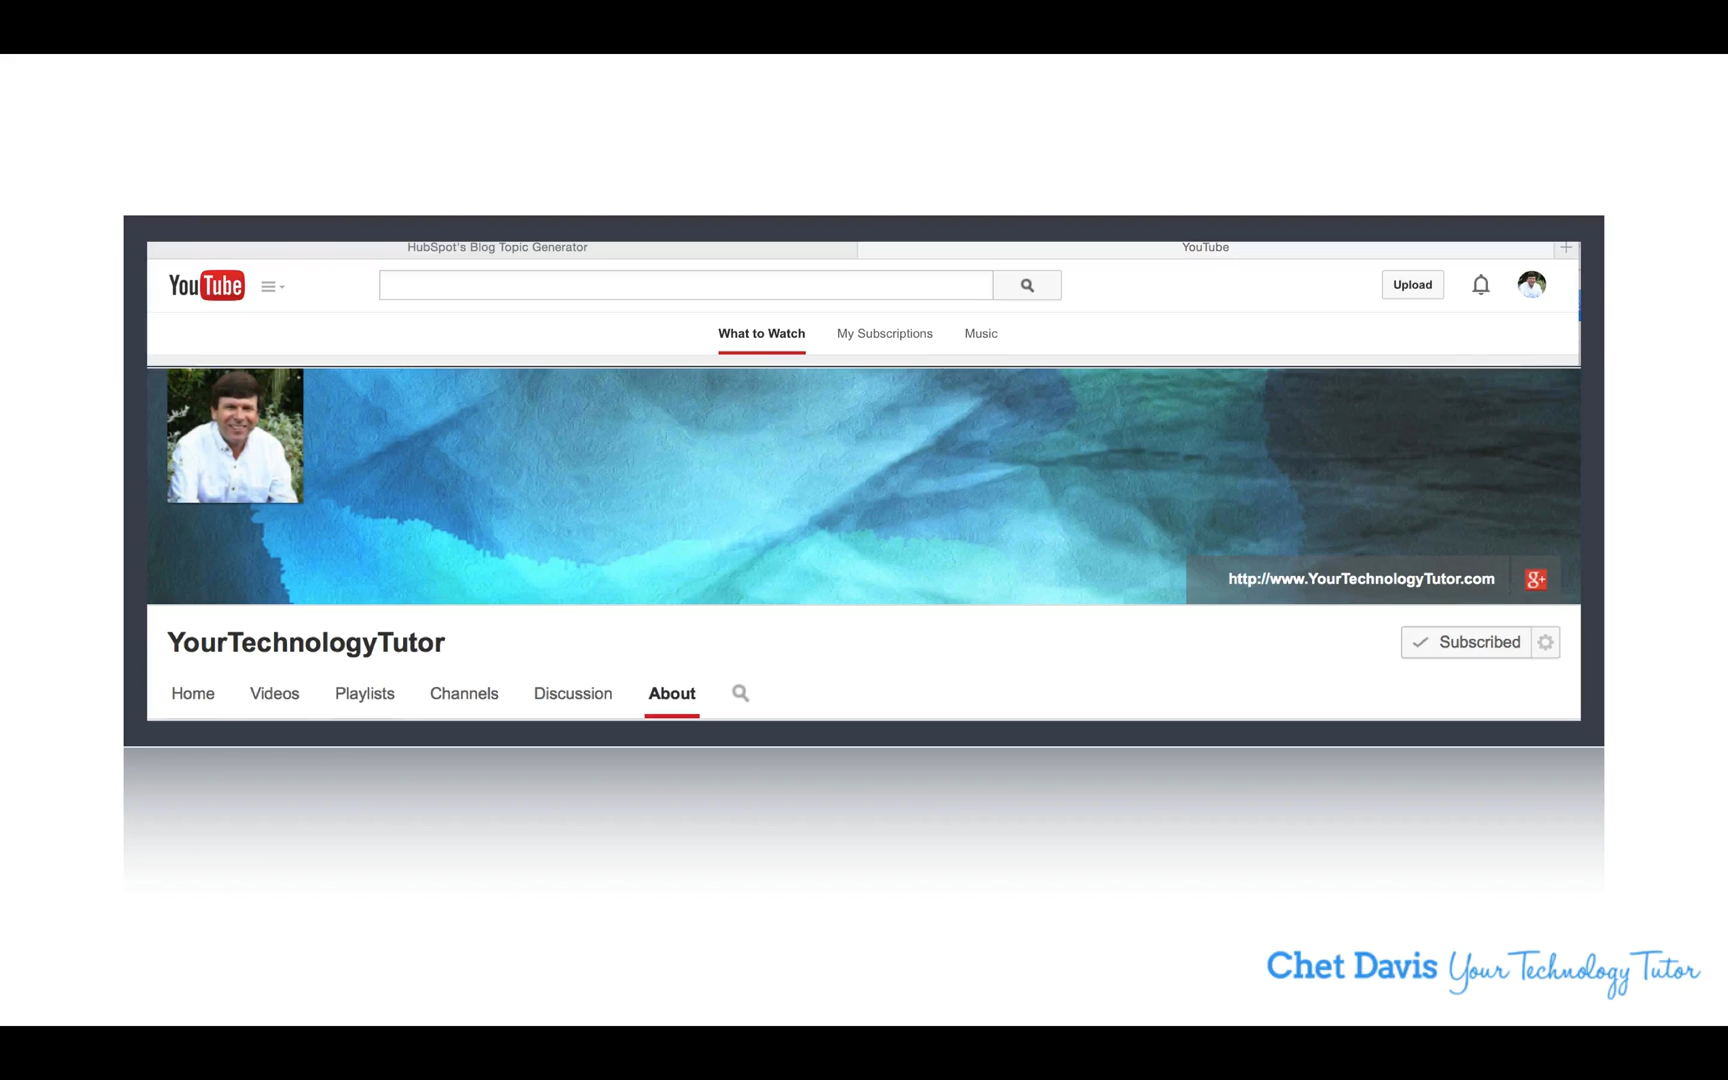 HubSpot's Blog Topic Generator YouTube +
YouTube Upload
What to Watch My Subscriptions Music
http://www.YourTechnologyTutor.com g+
YourTechnologyTutor Subscribed
Home Videos Playlists Channels Discussion About
Chet Davis Your Technology Tutor